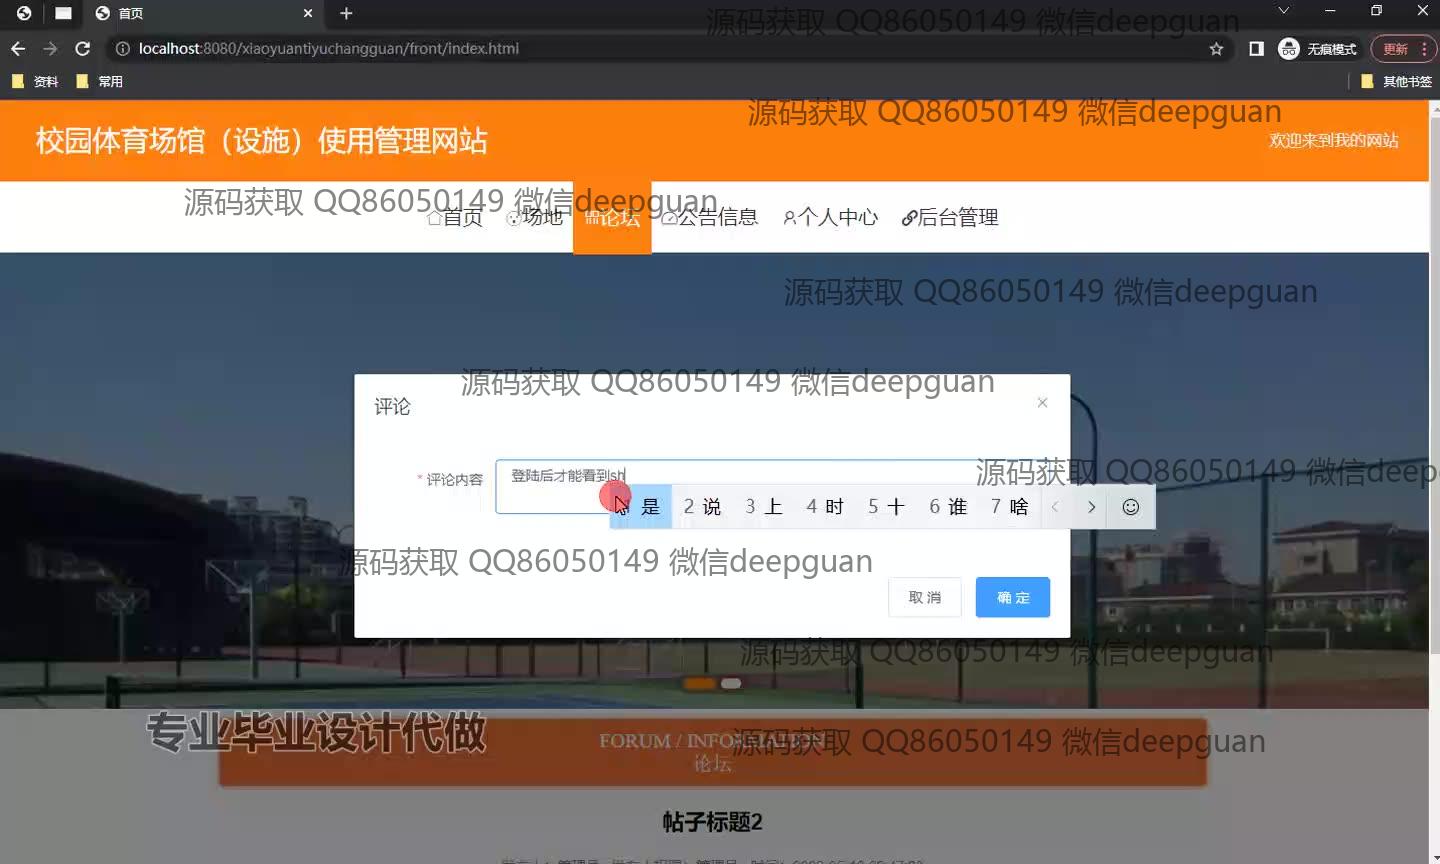 首页
localhost:8080/xiaoyuantiyuchangguan/front/index.html
无痕模式
更新
资料
常用
其他书签
源码获取 QQ86050149 微信deepguan
源码获取 QQ86050149 微信deepguan
校园体育场馆（设施）使用管理网站
欢迎来到我的网站
源码获取 QQ86050149 微信deepguan
首页
场地
论坛
公告信息
个人中心
后台管理
源码获取 QQ86050149 微信deepguan
源码获取 QQ86050149 微信deepguan
评论
* 评论内容
登陆后才能看到sh
源码获取 QQ86050149 微信deep
是 2 说 3 上 4 时 5 十 6 谁 7 啥
源码获取 QQ86050149 微信deepguan
取 消
确 定
源码获取 QQ86050149 微信deepguan
专业毕业设计代做
FORUM / INFORMATION
源码获取 QQ86050149 微信deepguan
论坛
帖子标题2